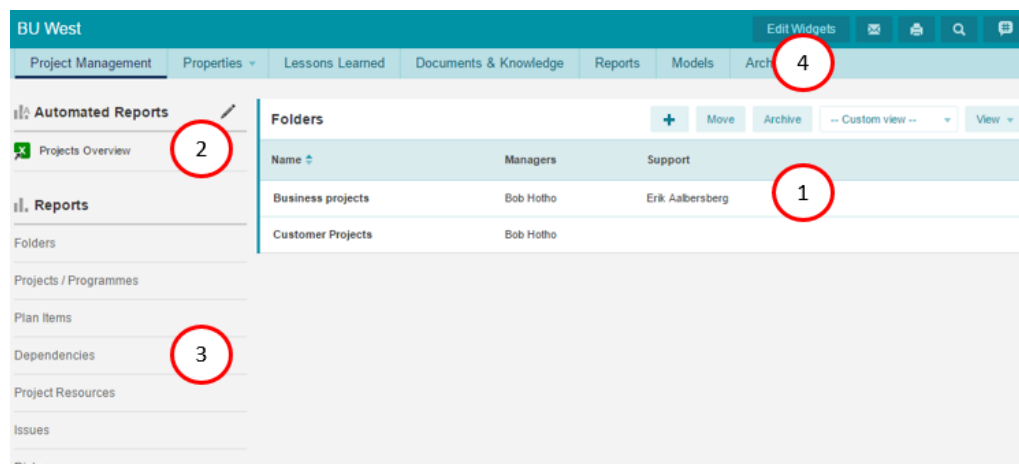 BU West
Edit Widgets
Project Management Properties Lessons Learned Documents & Knowledge Reports Models Arch
4
Automated Reports
Projects Overview
2
Reports
Folders
Projects / Programmes
Plan Items
Dependencies
3
Project Resources
Issues
Folders
+ Move Archive -- Custom view -- View
Name Managers Support
Business projects Bob Hotho Erik Aalbersberg
1
Customer Projects Bob Hotho